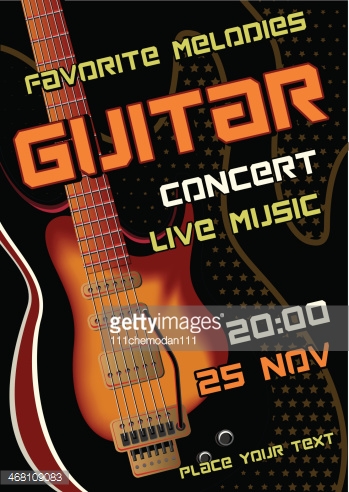 FAVORITE MELODIES
GUITAR
CONCERT
LIVE MUSIC
gettyimages®
111chemodan111
20:00
25 NOV
PLACE YOUR TEXT
468109083